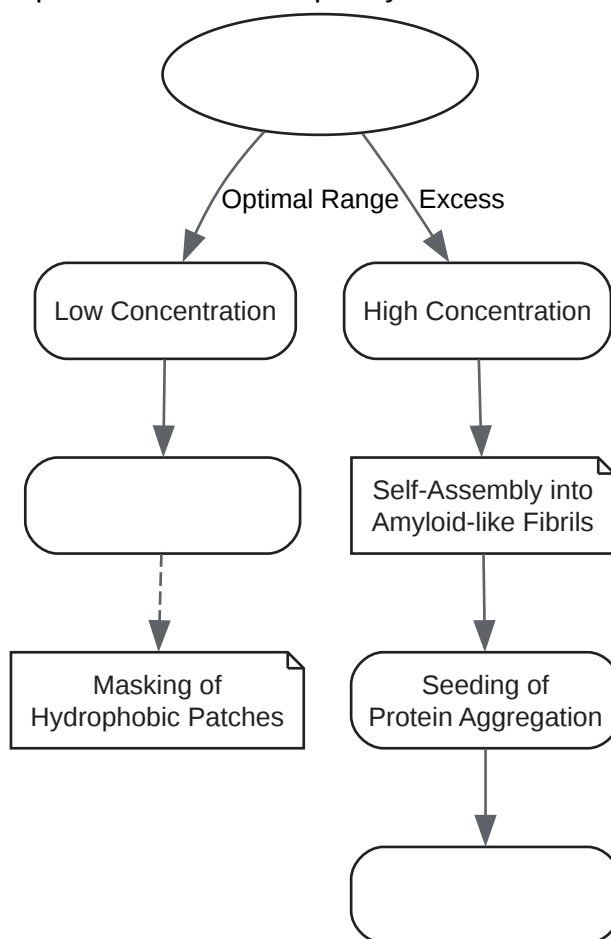 Optimal Range
Excess
Low Concentration
High Concentration
Self-Assembly into
Amyloid-like Fibrils
Masking of
Hydrophobic Patches
Seeding of
Protein Aggregation